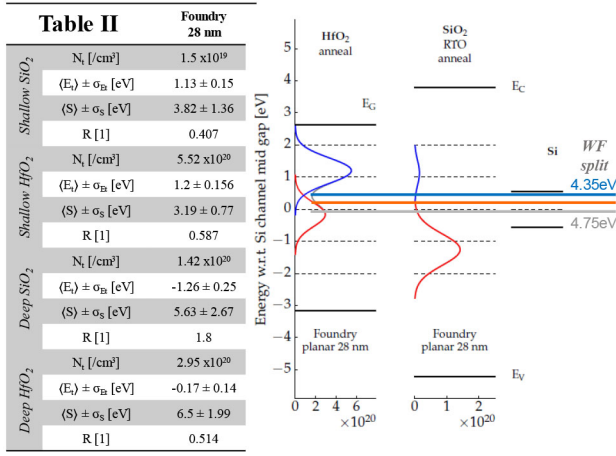 Table II
Foundry
28 nm
Shallow SiO₂
Nₜ [/cm³] 1.5 x10¹⁹
⟨Eₜ⟩ ± σEt [eV] 1.13 ± 0.15
⟨S⟩ ± σS [eV] 3.82 ± 1.36
R [1] 0.407
Shallow HfO₂
Nₜ [/cm³] 5.52 x10²⁰
⟨Eₜ⟩ ± σEt [eV] 1.2 ± 0.156
⟨S⟩ ± σS [eV] 3.19 ± 0.77
R [1] 0.587
Deep SiO₂
Nₜ [/cm³] 1.42 x10²⁰
⟨Eₜ⟩ ± σEt [eV] -1.26 ± 0.25
⟨S⟩ ± σS [eV] 5.63 ± 2.67
R [1] 1.8
Deep HfO₂
Nₜ [/cm³] 2.95 x10²⁰
⟨Eₜ⟩ ± σEt [eV] -0.17 ± 0.14
⟨S⟩ ± σS [eV] 6.5 ± 1.99
R [1] 0.514
Energy w.r.t. Si channel mid gap [eV]
5
4
3
2
1
0
−1
−2
−3
−4
−5
HfO₂
anneal
E_G
Foundry
planar 28 nm
0 2 4 6
×10²⁰
SiO₂
RTO
anneal
E_C
Foundry
planar 28 nm
E_V
0 1 2
×10²⁰
Si
WF
split
4.35eV
4.75eV